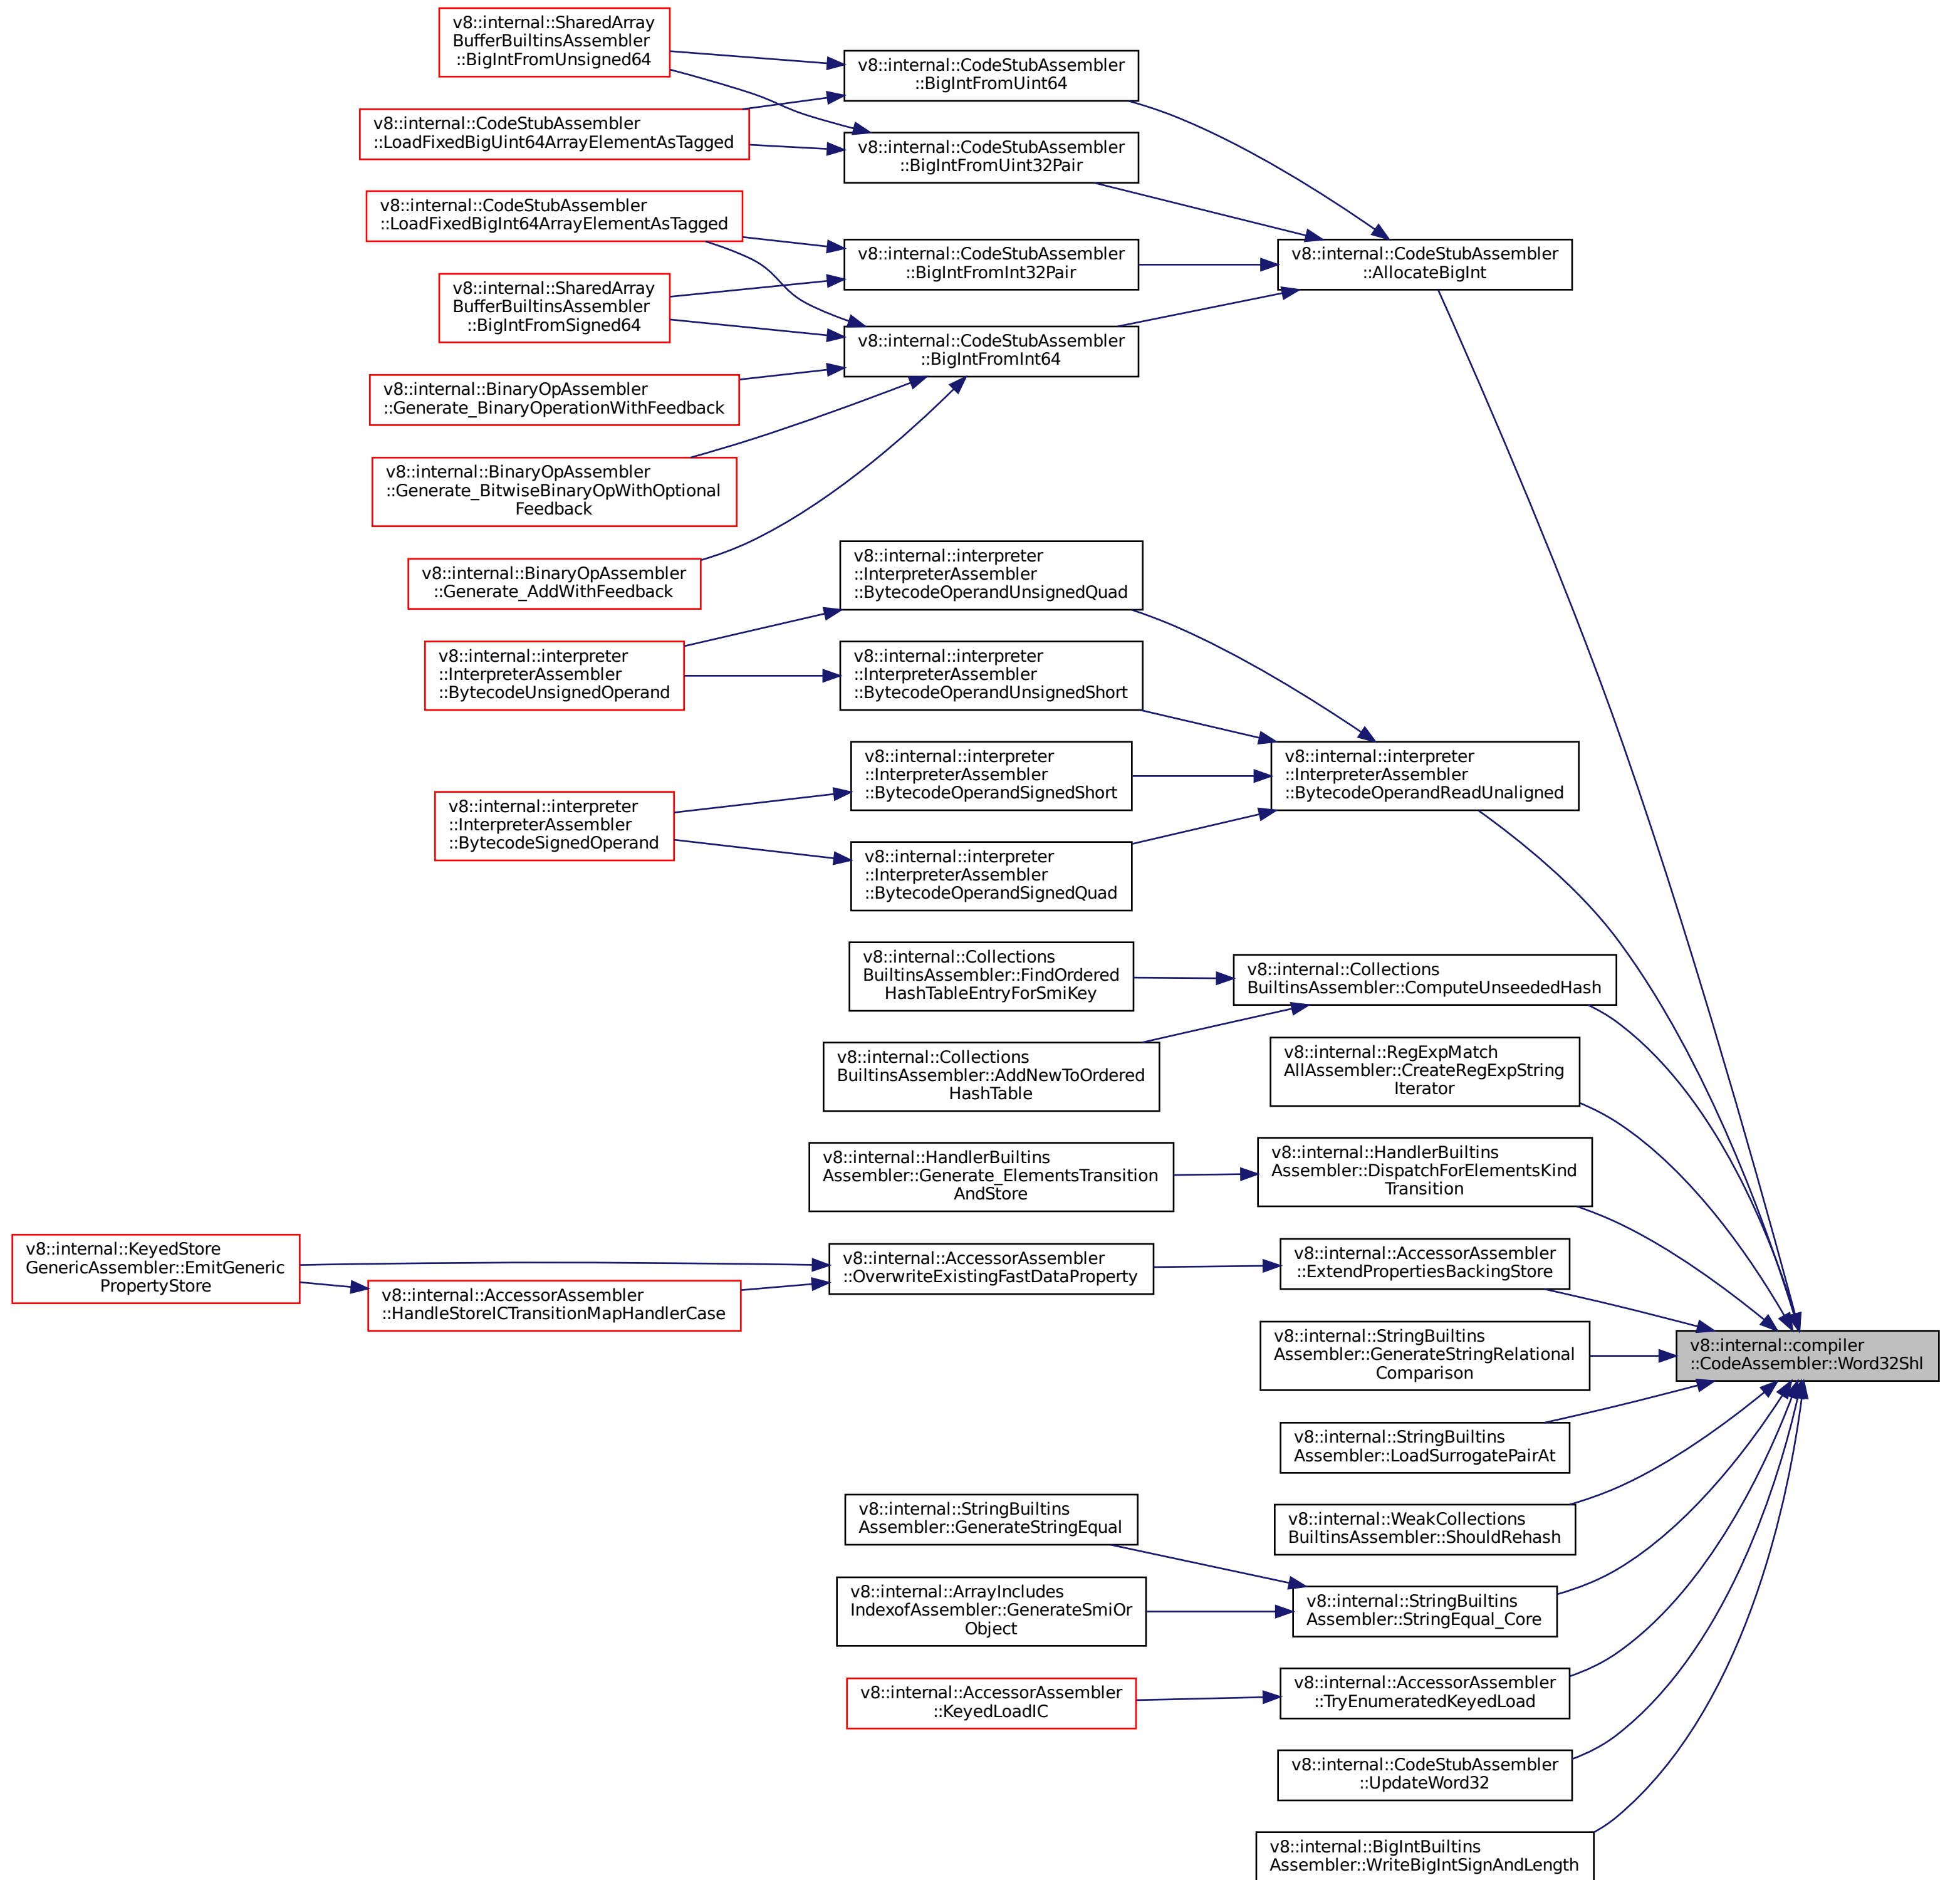 v8::internal::SharedArray
BufferBuiltinsAssembler
::BigIntFromUnsigned64
v8::internal::CodeStubAssembler
::BigIntFromUint64
v8::internal::CodeStubAssembler
::LoadFixedBigUint64ArrayElementAsTagged
v8::internal::CodeStubAssembler
::BigIntFromUint32Pair
v8::internal::CodeStubAssembler
::LoadFixedBigInt64ArrayElementAsTagged
v8::internal::CodeStubAssembler
::BigIntFromInt32Pair
v8::internal::CodeStubAssembler
::AllocateBigInt
v8::internal::SharedArray
BufferBuiltinsAssembler
::BigIntFromSigned64
v8::internal::CodeStubAssembler
::BigIntFromInt64
v8::internal::BinaryOpAssembler
::Generate_BinaryOperationWithFeedback
v8::internal::BinaryOpAssembler
::Generate_BitwiseBinaryOpWithOptional
Feedback
v8::internal::BinaryOpAssembler
::Generate_AddWithFeedback
v8::internal::interpreter
::InterpreterAssembler
::BytecodeOperandUnsignedQuad
v8::internal::interpreter
::InterpreterAssembler
::BytecodeUnsignedOperand
v8::internal::interpreter
::InterpreterAssembler
::BytecodeOperandUnsignedShort
v8::internal::interpreter
::InterpreterAssembler
::BytecodeOperandSignedShort
v8::internal::interpreter
::InterpreterAssembler
::BytecodeOperandReadUnaligned
v8::internal::interpreter
::InterpreterAssembler
::BytecodeSignedOperand
v8::internal::interpreter
::InterpreterAssembler
::BytecodeOperandSignedQuad
v8::internal::Collections
BuiltinsAssembler::FindOrdered
HashTableEntryForSmiKey
v8::internal::Collections
BuiltinsAssembler::ComputeUnseededHash
v8::internal::Collections
BuiltinsAssembler::AddNewToOrdered
HashTable
v8::internal::RegExpMatch
AllAssembler::CreateRegExpString
Iterator
v8::internal::HandlerBuiltins
Assembler::Generate_ElementsTransition
AndStore
v8::internal::HandlerBuiltins
Assembler::DispatchForElementsKind
Transition
v8::internal::KeyedStore
GenericAssembler::EmitGeneric
PropertyStore
v8::internal::AccessorAssembler
::HandleStoreICTransitionMapHandlerCase
v8::internal::AccessorAssembler
::OverwriteExistingFastDataProperty
v8::internal::AccessorAssembler
::ExtendPropertiesBackingStore
v8::internal::StringBuiltins
Assembler::GenerateStringRelational
Comparison
v8::internal::compiler
::CodeAssembler::Word32Shl
v8::internal::StringBuiltins
Assembler::LoadSurrogatePairAt
v8::internal::StringBuiltins
Assembler::GenerateStringEqual
v8::internal::WeakCollections
BuiltinsAssembler::ShouldRehash
v8::internal::ArrayIncludes
IndexofAssembler::GenerateSmiOr
Object
v8::internal::StringBuiltins
Assembler::StringEqual_Core
v8::internal::AccessorAssembler
::KeyedLoadIC
v8::internal::AccessorAssembler
::TryEnumeratedKeyedLoad
v8::internal::CodeStubAssembler
::UpdateWord32
v8::internal::BigIntBuiltins
Assembler::WriteBigIntSignAndLength